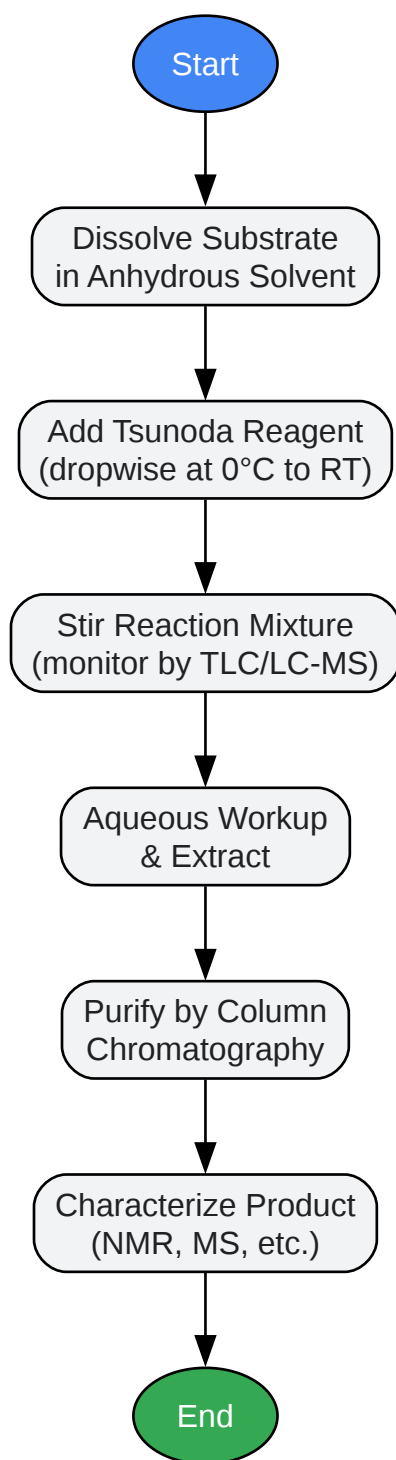 Start
Dissolve Substrate
in Anhydrous Solvent
Add Tsunoda Reagent
(dropwise at 0°C to RT)
Stir Reaction Mixture
(monitor by TLC/LC-MS)
Aqueous Workup
& Extract
Purify by Column
Chromatography
Characterize Product
(NMR, MS, etc.)
End